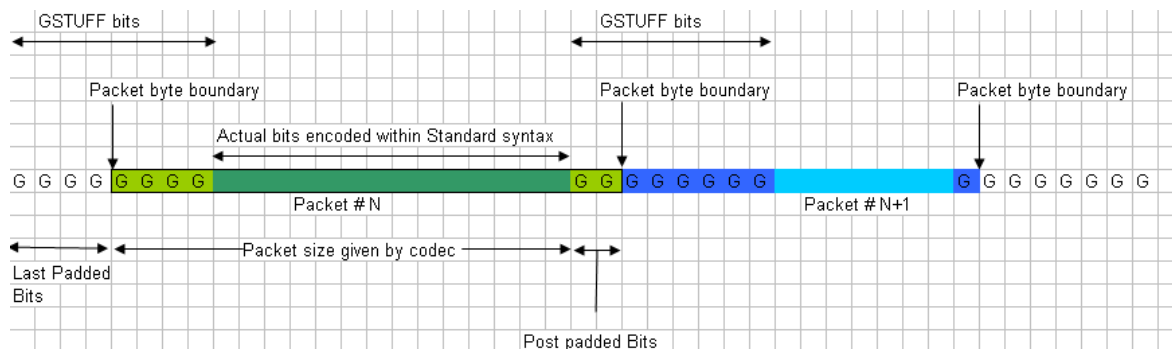 GSTUFF bits GSTUFF bits
Packet byte boundary Packet byte boundary Packet byte boundary
Actual bits encoded within Standard syntax
G G G G G G G G G G G G G G G G G G G G G G G G
Packet # N Packet # N+1
Packet size given by codec
Last Padded
Bits
Post padded Bits